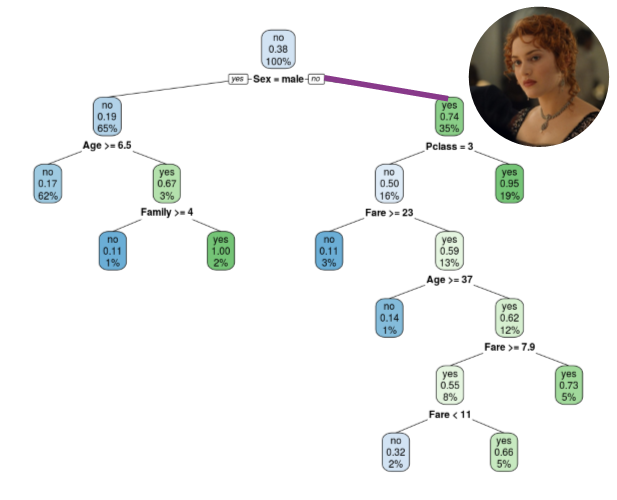 no
0.38
100%
yes Sex = male no
no
0.19
65%
yes
0.74
35%
Age >= 6.5
Pclass = 3
no
0.17
62%
yes
0.67
3%
no
0.50
16%
yes
0.95
19%
Family >= 4
Fare >= 23
no
0.11
1%
yes
1.00
2%
no
0.11
3%
yes
0.59
13%
Age >= 37
no
0.14
1%
yes
0.62
12%
Fare >= 7.9
yes
0.55
8%
yes
0.73
5%
Fare < 11
no
0.32
2%
yes
0.66
5%